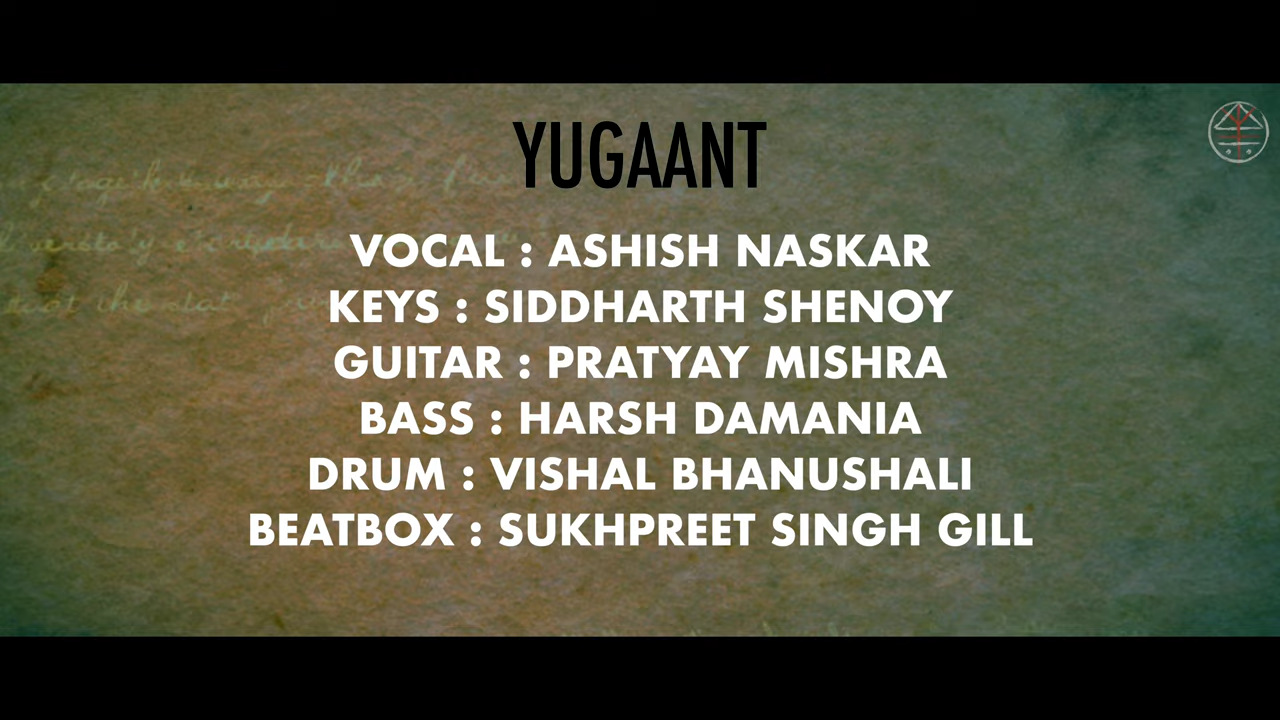 YUGAANT
VOCAL : ASHISH NASKAR
KEYS : SIDDHARTH SHENOY
GUITAR : PRATYAY MISHRA
BASS : HARSH DAMANIA
DRUM : VISHAL BHANUSHALI
BEATBOX : SUKHPREET SINGH GILL